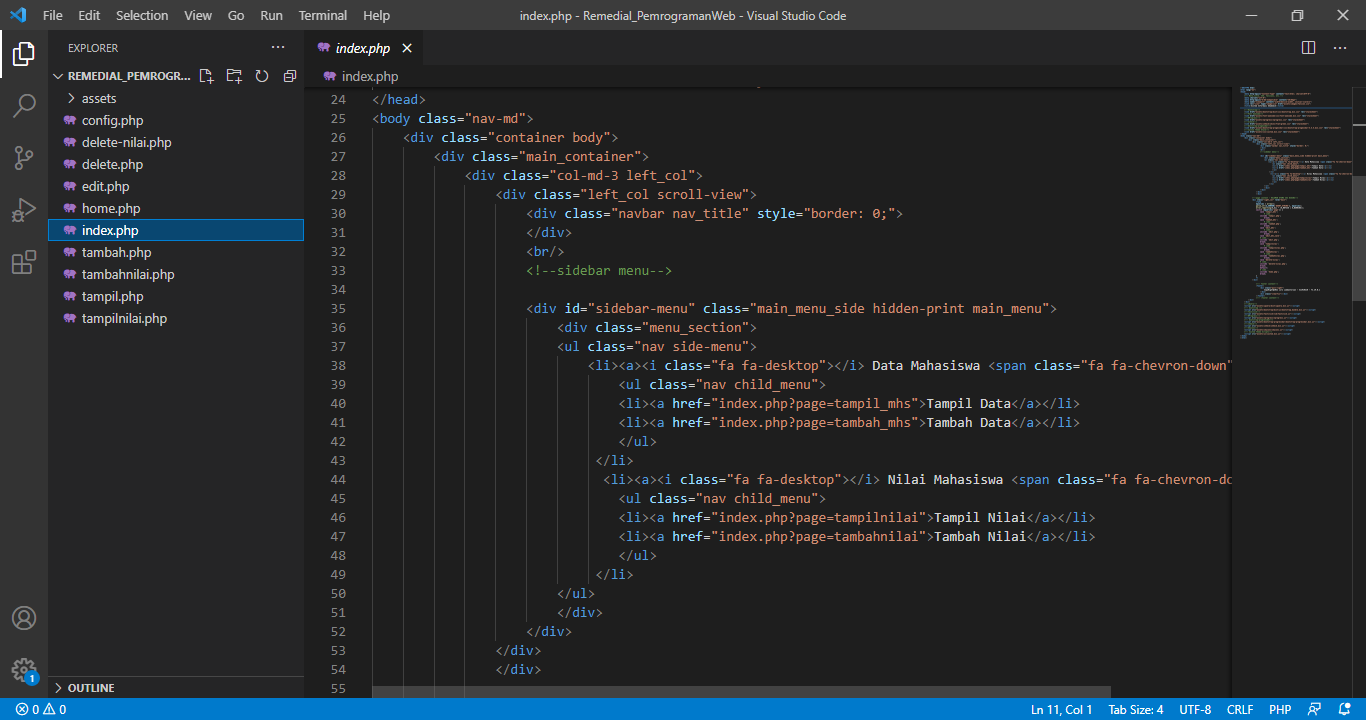 File Edit Selection View Go Run Terminal Help
index.php - Remedial_PemrogramanWeb - Visual Studio Code
EXPLORER
REMEDIAL_PEMROGR...
assets
config.php
delete-nilai.php
delete.php
edit.php
home.php
index.php
tambah.php
tambahnilai.php
tampil.php
tampilnilai.php
OUTLINE
index.php
index.php
24 </head>
25 <body class="nav-md">
26 <div class="container body">
27 <div class="main_container">
28 <div class="col-md-3 left_col">
29 <div class="left_col scroll-view">
30 <div class="navbar nav_title" style="border: 0;">
31 </div>
32 <br/>
33 <!--sidebar menu-->
34
35 <div id="sidebar-menu" class="main_menu_side hidden-print main_menu">
36 <div class="menu_section">
37 <ul class="nav side-menu">
38 <li><a><i class="fa fa-desktop"></i> Data Mahasiswa <span class="fa fa-chevron-down"
39 <ul class="nav child_menu">
40 <li><a href="index.php?page=tampil_mhs">Tampil Data</a></li>
41 <li><a href="index.php?page=tambah_mhs">Tambah Data</a></li>
42 </ul>
43 </li>
44 <li><a><i class="fa fa-desktop"></i> Nilai Mahasiswa <span class="fa fa-chevron-do
45 <ul class="nav child_menu">
46 <li><a href="index.php?page=tampilnilai">Tampil Nilai</a></li>
47 <li><a href="index.php?page=tambahnilai">Tambah Nilai</a></li>
48 </ul>
49 </li>
50 </ul>
51 </div>
52 </div>
53 </div>
54 </div>
55
1
0 0
Ln 11, Col 1 Tab Size: 4 UTF-8 CRLF PHP